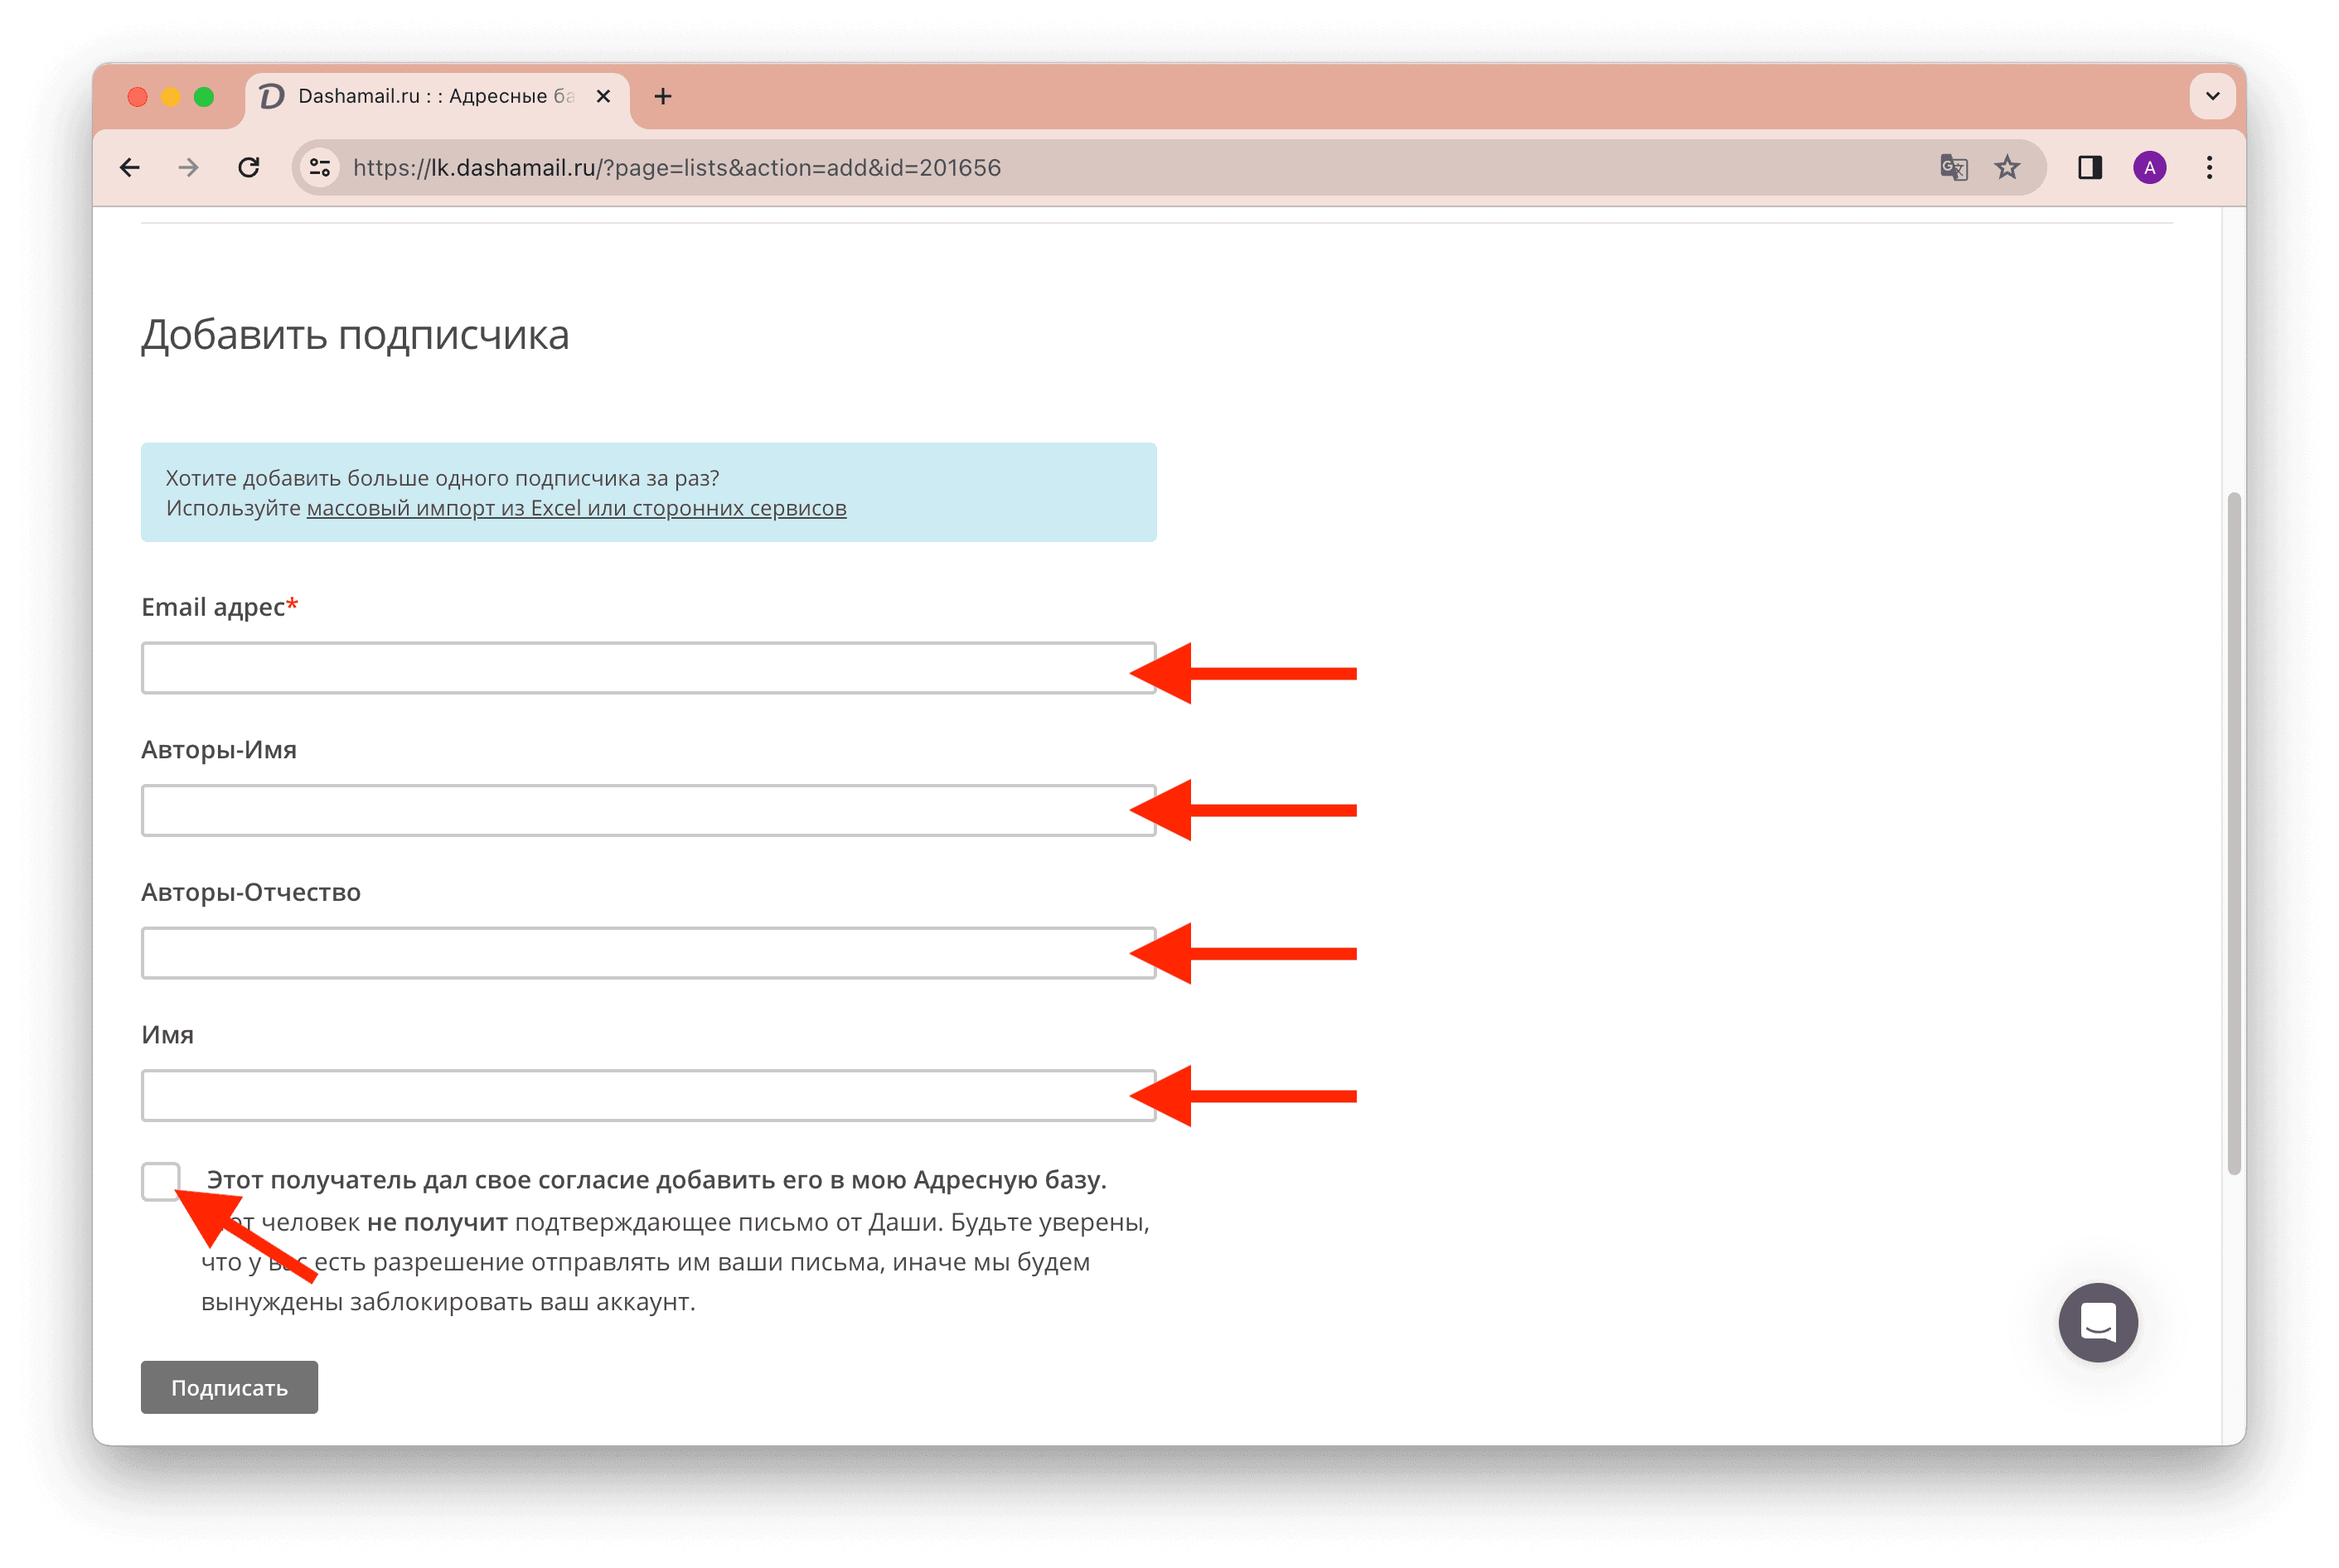 Dashamail.ru : : Адресные ба
https://lk.dashamail.ru/?page=lists&action=add&id=201656
A
Добавить подписчика
Хотите добавить больше одного подписчика за раз?
Используйте массовый импорт из Excel или сторонних сервисов
Email адрес*
Авторы-Имя
Авторы-Отчество
Имя
Этот получатель дал свое согласие добавить его в мою Адресную базу.
человек не получит подтверждающее письмо от Даши. Будьте уверены,
что у вас есть разрешение отправлять им ваши письма, иначе мы будем
вынуждены заблокировать ваш аккаунт.
Подписать